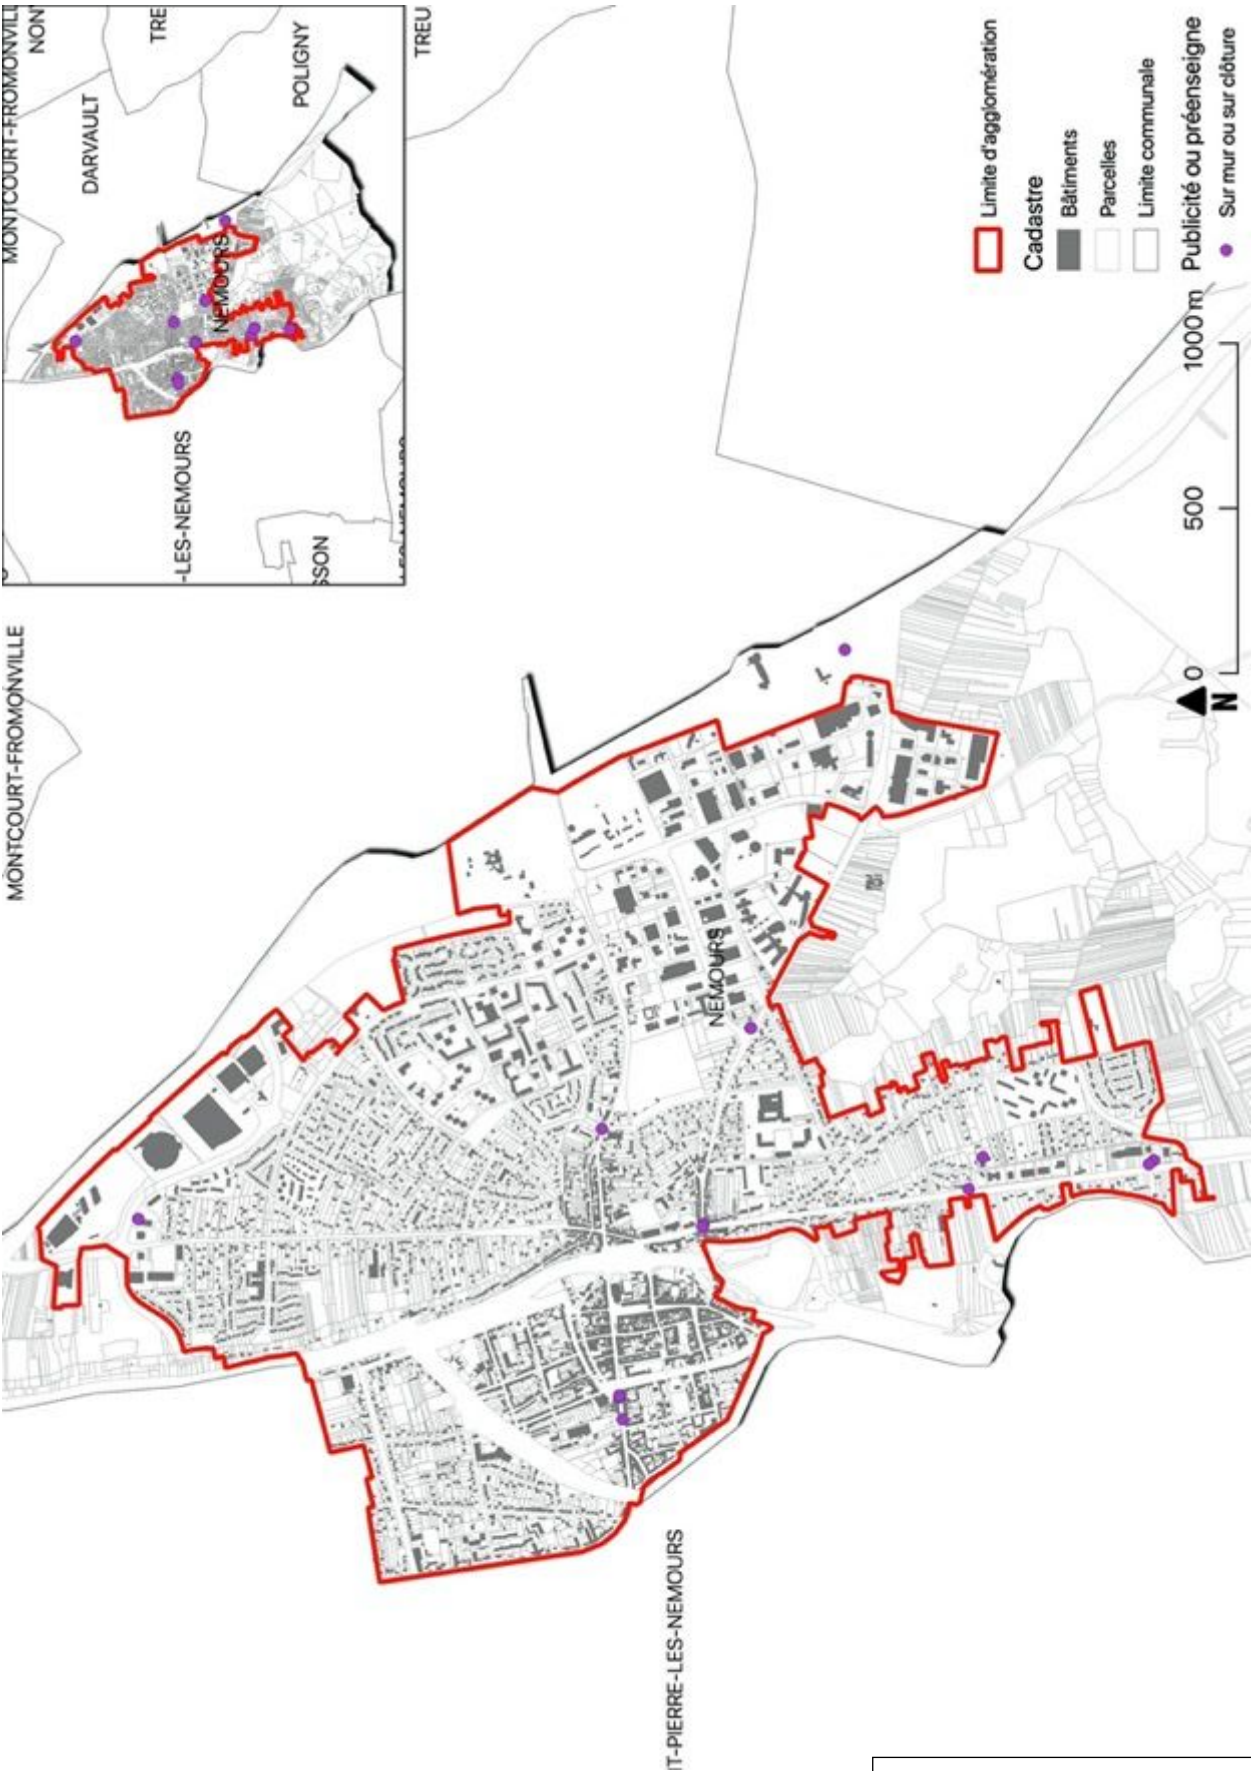 MONTCOURT-FROMONVILLE
NON
TRE
DARVAULT
POLIGNY
TREU
NEMOURS
-LES-NEMOURS
SSON
MONTCOURT-FROMONVILLE
NEMOURS
IT-PIERRE-LES-NEMOURS
Limite d'agglomération
Cadastre
Bâtiments
Parcelles
Limite communale
Publicité ou préenseigne
Sur mur ou sur clôture
0 500 1000 m
N